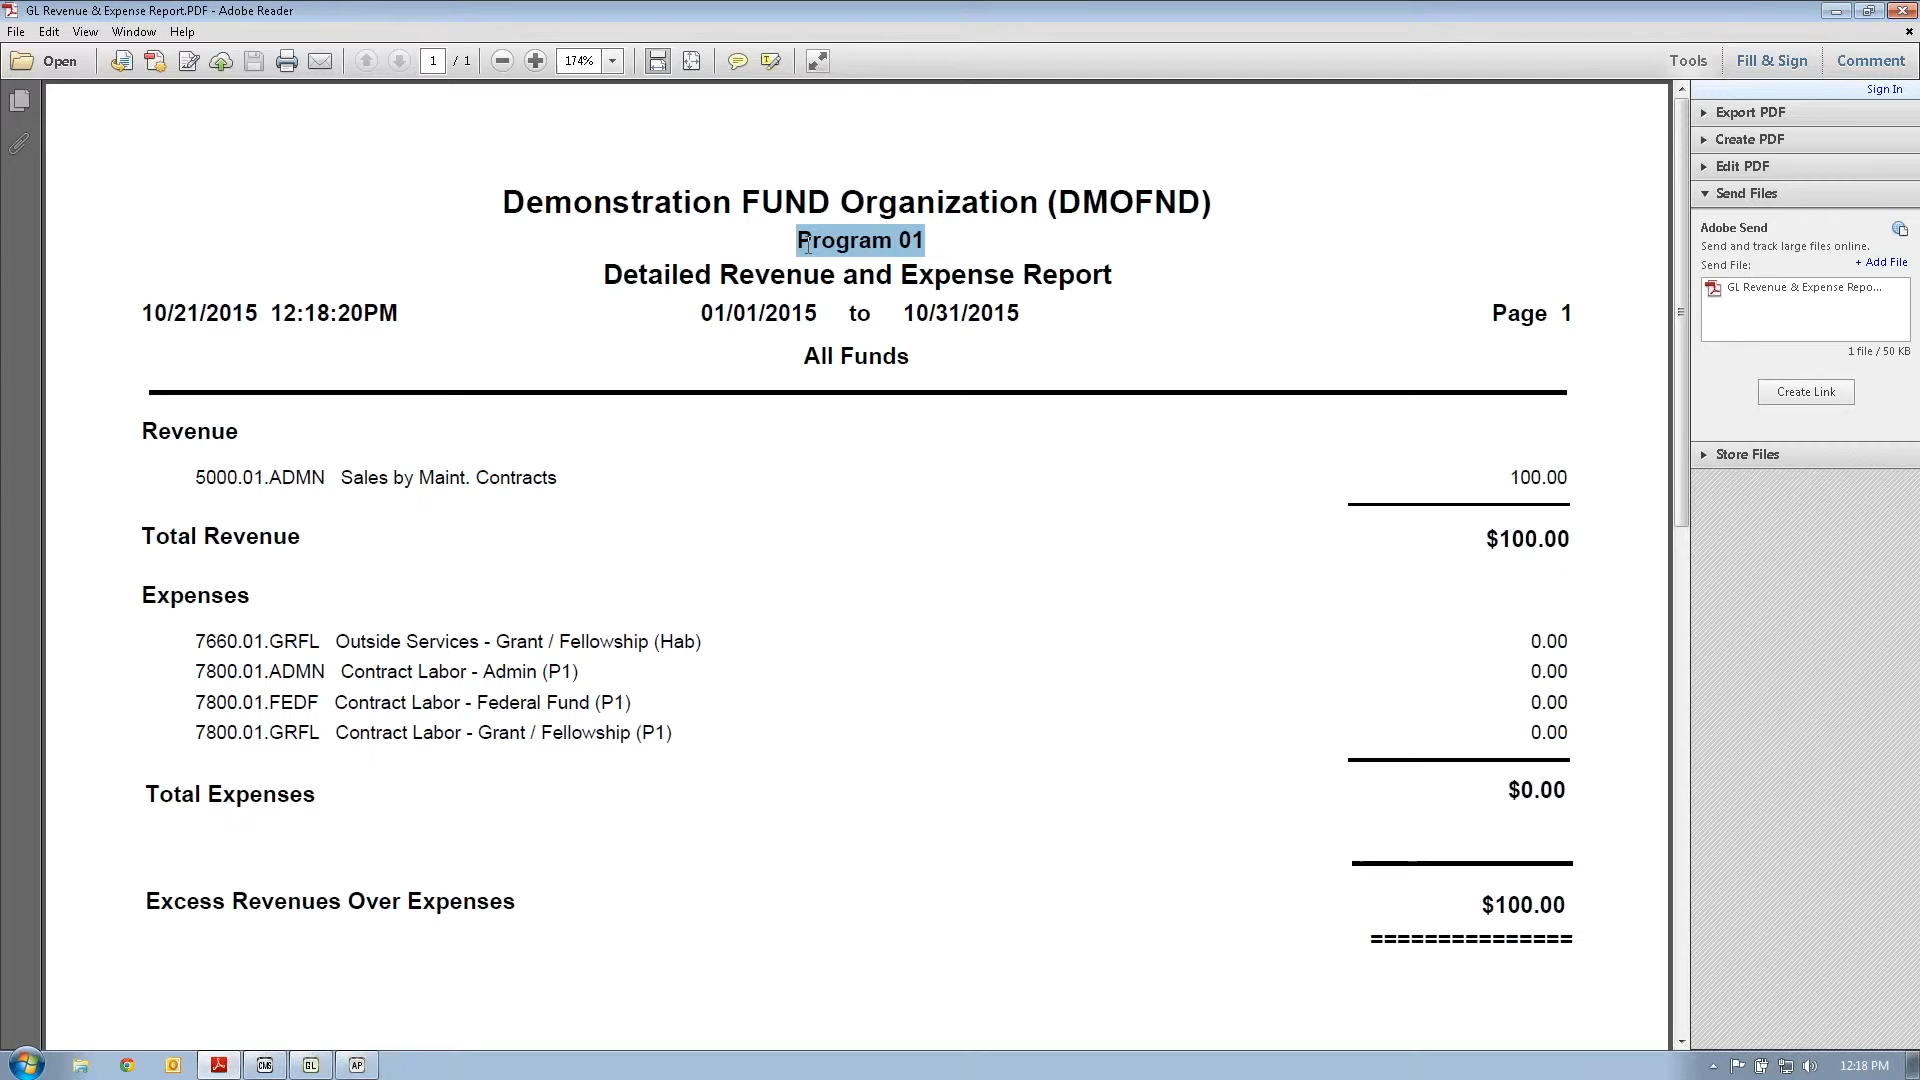 GL Revenue & Expense Report.PDF - Adobe Reader
File Edit View Window Help
Open 1 / 1 174% Tools Fill & Sign Comment
Sign In
Export PDF
Create PDF
Edit PDF
Send Files
Adobe Send
Send and track large files online.
Send File: + Add File
GL Revenue & Expense Repo...
1 file / 50 KB
Create Link
Store Files
Demonstration FUND Organization (DMOFND)
Program 01
Detailed Revenue and Expense Report
10/21/2015 12:18:20PM 01/01/2015 to 10/31/2015 Page 1
All Funds
Revenue
5000.01.ADMN Sales by Maint. Contracts 100.00
Total Revenue $100.00
Expenses
7660.01.GRFL Outside Services - Grant / Fellowship (Hab) 0.00
7800.01.ADMN Contract Labor - Admin (P1) 0.00
7800.01.FEDF Contract Labor - Federal Fund (P1) 0.00
7800.01.GRFL Contract Labor - Grant / Fellowship (P1) 0.00
Total Expenses $0.00
Excess Revenues Over Expenses $100.00
===============
CMS GL AP 12:18 PM